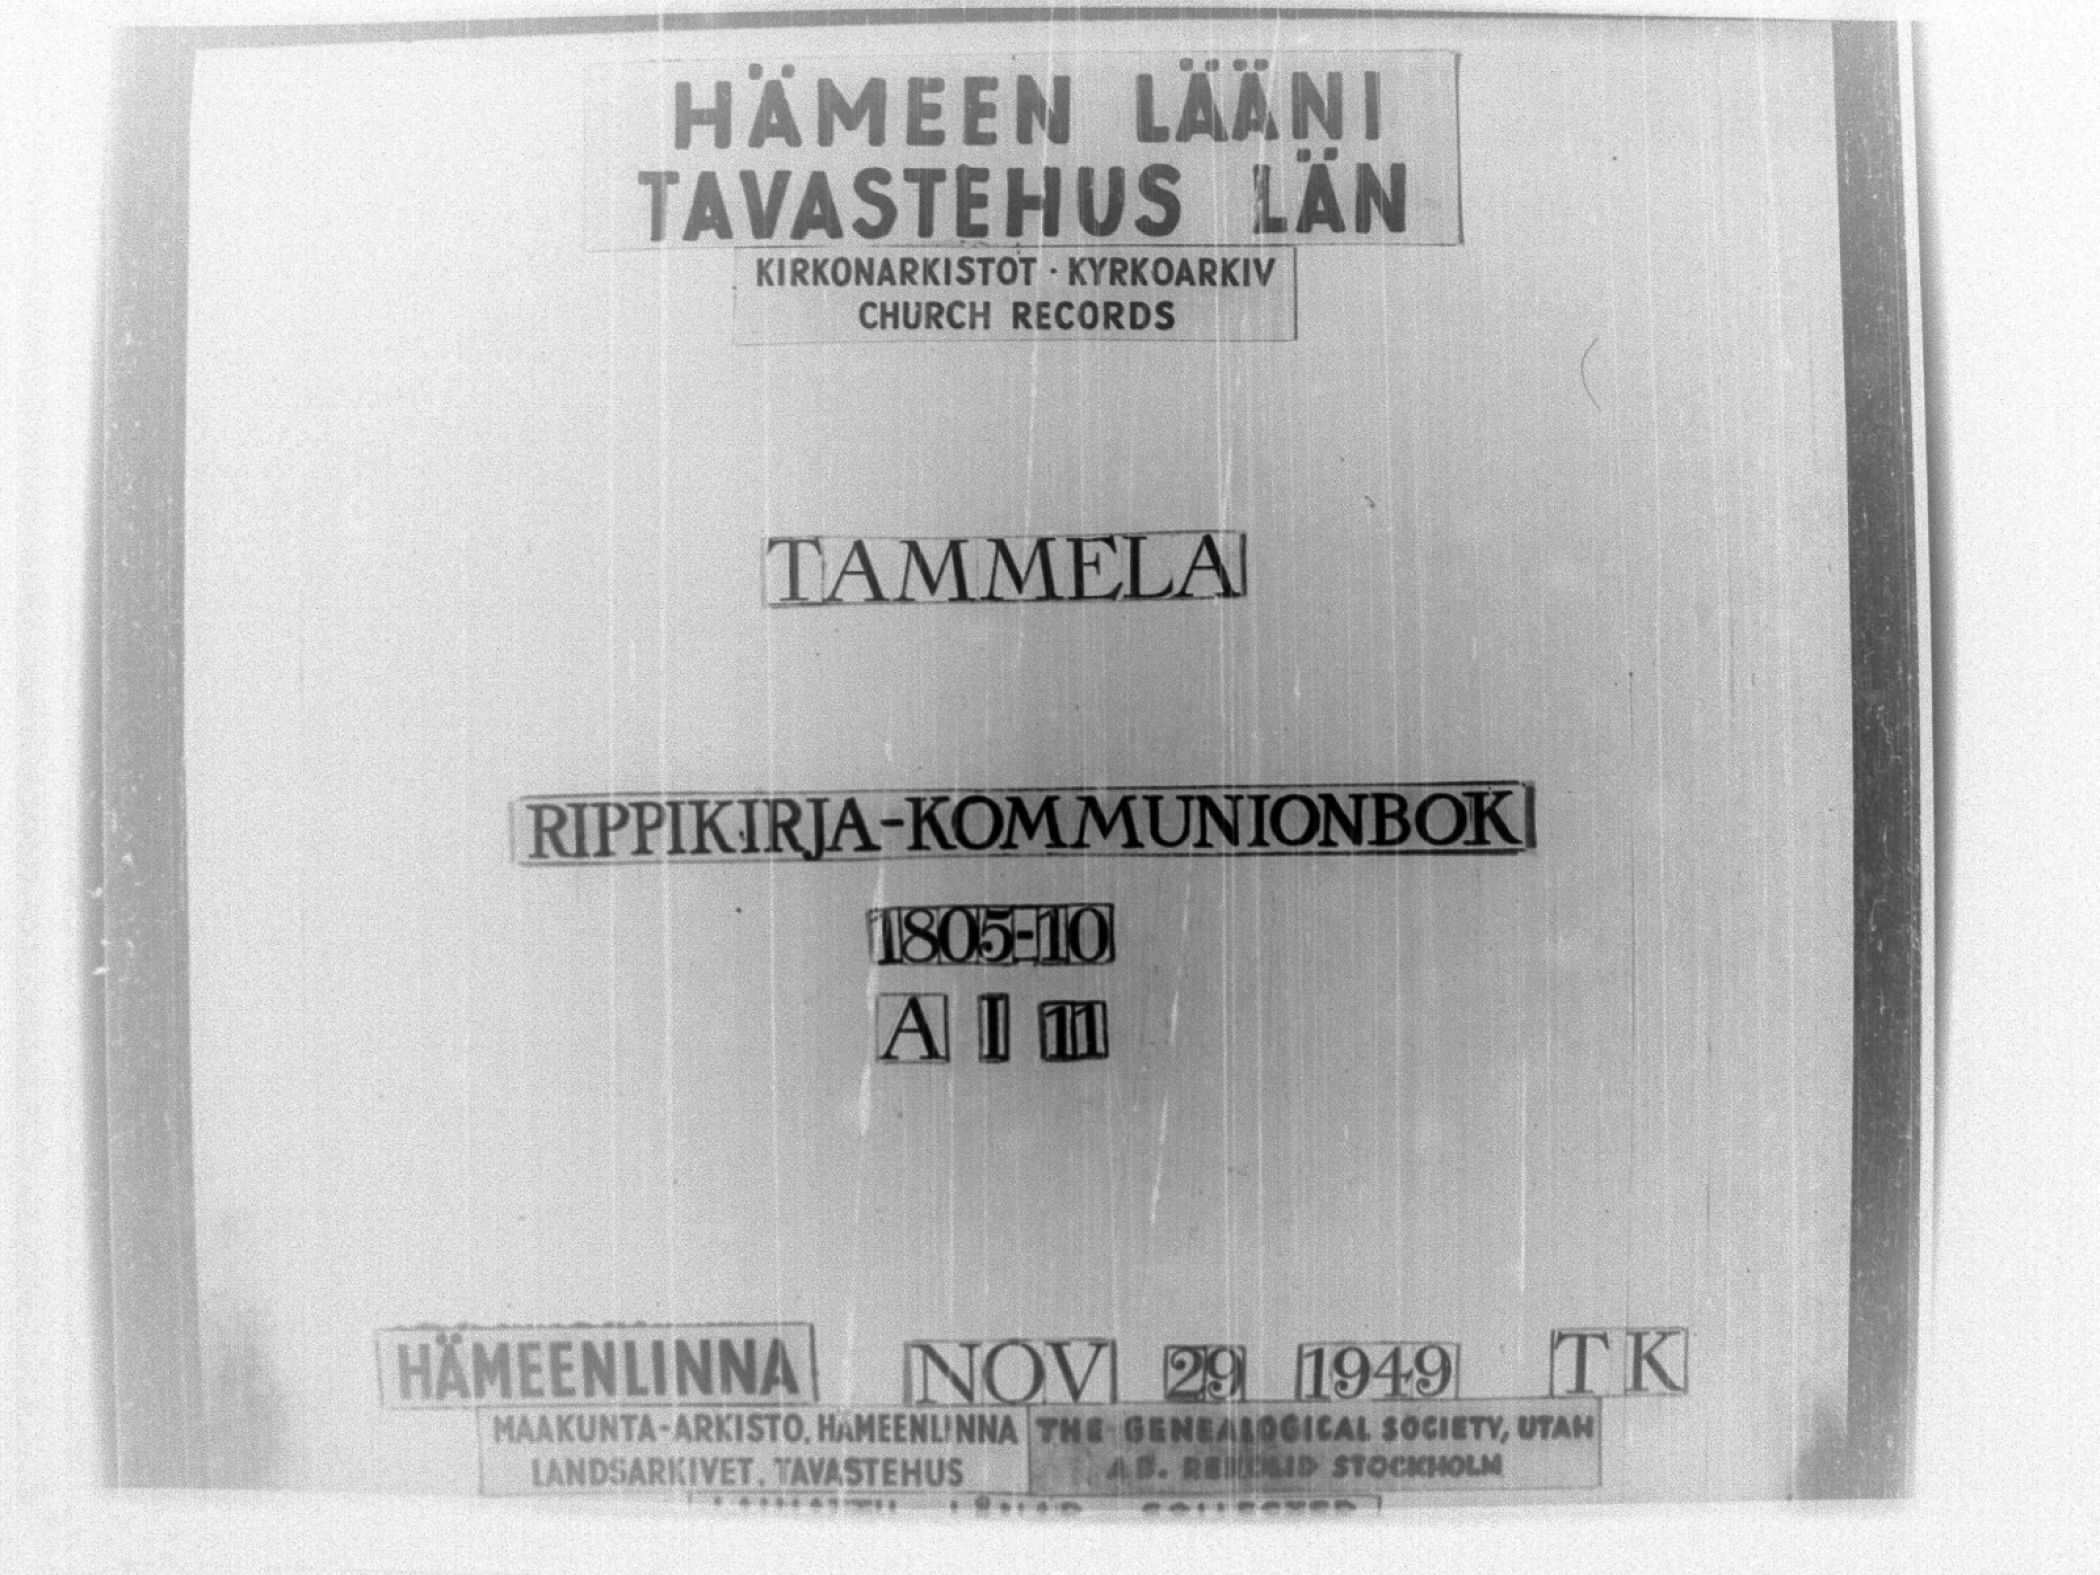 HÄMEEN LÄÄNI
TAVASTEHUS LÄN
KIRKONARKISTOT · KYRKOARKIV
CHURCH RECORDS
TAMMELA
RIPPIKIRJA-KOMMUNIONBOK
1805-10
A I 11
HÄMEENLINNA NOV 29 1949 TK
MAAKUNTA-ARKISTO, HÄMEENLINNA
LANDSARKIVET, TAVASTEHUS
THE GENEALOGICAL SOCIETY, UTAH
STOCKHOLM